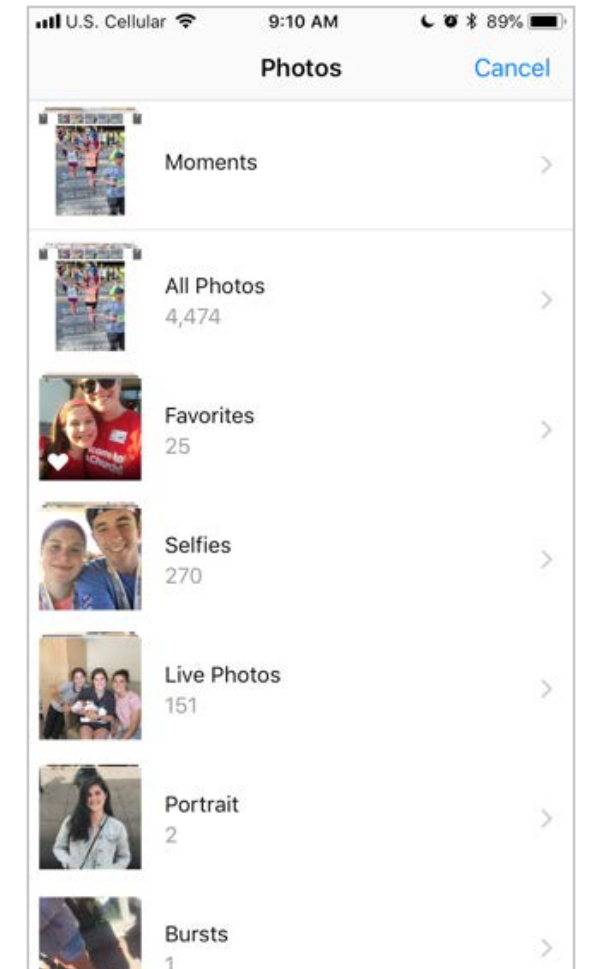 U.S. Cellular 9:10 AM 89%
Photos Cancel
Moments
All Photos
4,474
Favorites
25
Selfies
270
Live Photos
151
Portrait
2
Bursts
1